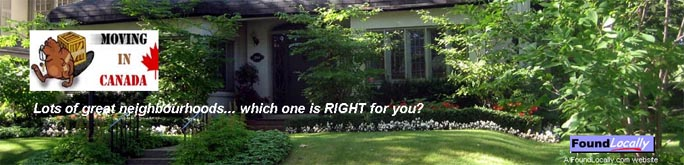 MOVING
IN
CANADA
Lots of great neighbourhoods... which one is RIGHT for you?
FoundLocally
A FoundLocally.com website